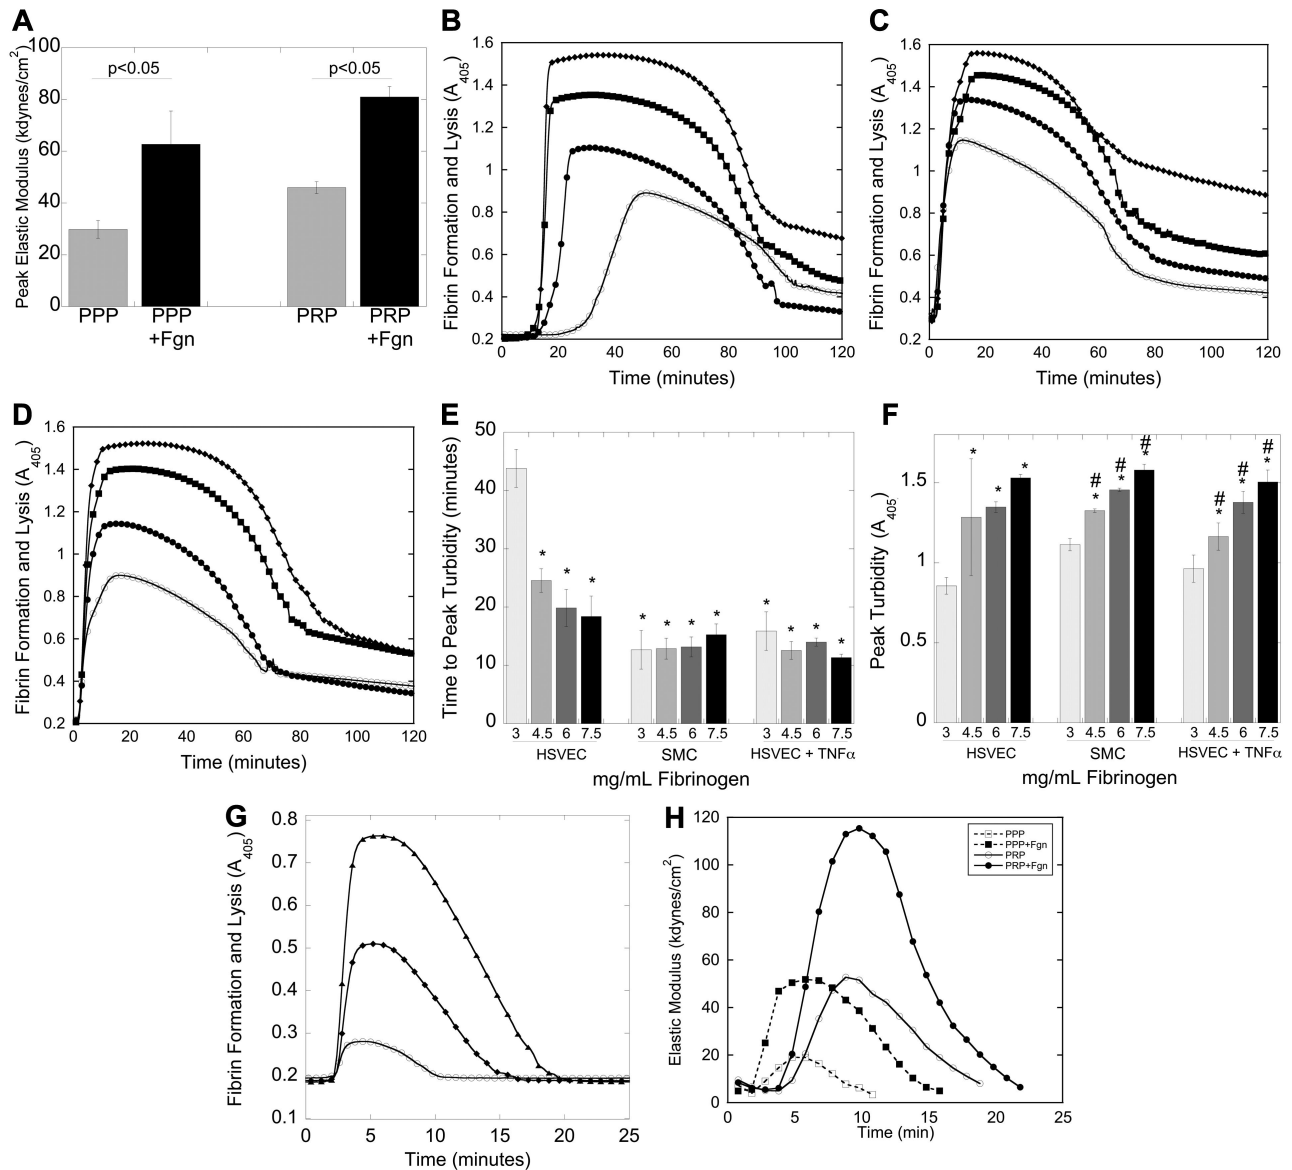 A
Peak Elastic Modulus (kdynes/cm2)
100
80
60
40
20
0
p<0.05
p<0.05
PPP
PPP
+Fgn
PRP
PRP
+Fgn
B
Fibrin Formation and Lysis (A405)
1.6
1.4
1.2
1
0.8
0.6
0.4
0.2
0 20 40 60 80 100 120
Time (minutes)
C
Fibrin Formation and Lysis (A405)
1.6
1.4
1.2
1
0.8
0.6
0.4
0.2
0 20 40 60 80 100 120
Time (minutes)
D
Fibrin Formation and Lysis (A405)
1.6
1.4
1.2
1
0.8
0.6
0.4
0.2
0 20 40 60 80 100 120
Time (minutes)
E
Time to Peak Turbidity (minutes)
50
40
30
20
10
0
* * * * * * * * * * *
3 4.5 6 7.5 3 4.5 6 7.5 3 4.5 6 7.5
HSVEC SMC HSVEC + TNFα
mg/mL Fibrinogen
F
Peak Turbidity (A405)
1.5
1
0.5
0
# # # # # #
* * * * * * * * *
3 4.5 6 7.5 3 4.5 6 7.5 3 4.5 6 7.5
HSVEC SMC HSVEC + TNFα
mg/mL Fibrinogen
G
Fibrin Formation and Lysis (A405)
0.8
0.7
0.6
0.5
0.4
0.3
0.2
0.1
0 5 10 15 20 25
Time (minutes)
H
Elastic Modulus (kdynes/cm2)
120
100
80
60
40
20
0
PPP
PPP+Fgn
PRP
PRP+Fgn
0 5 10 15 20 25
Time (min)